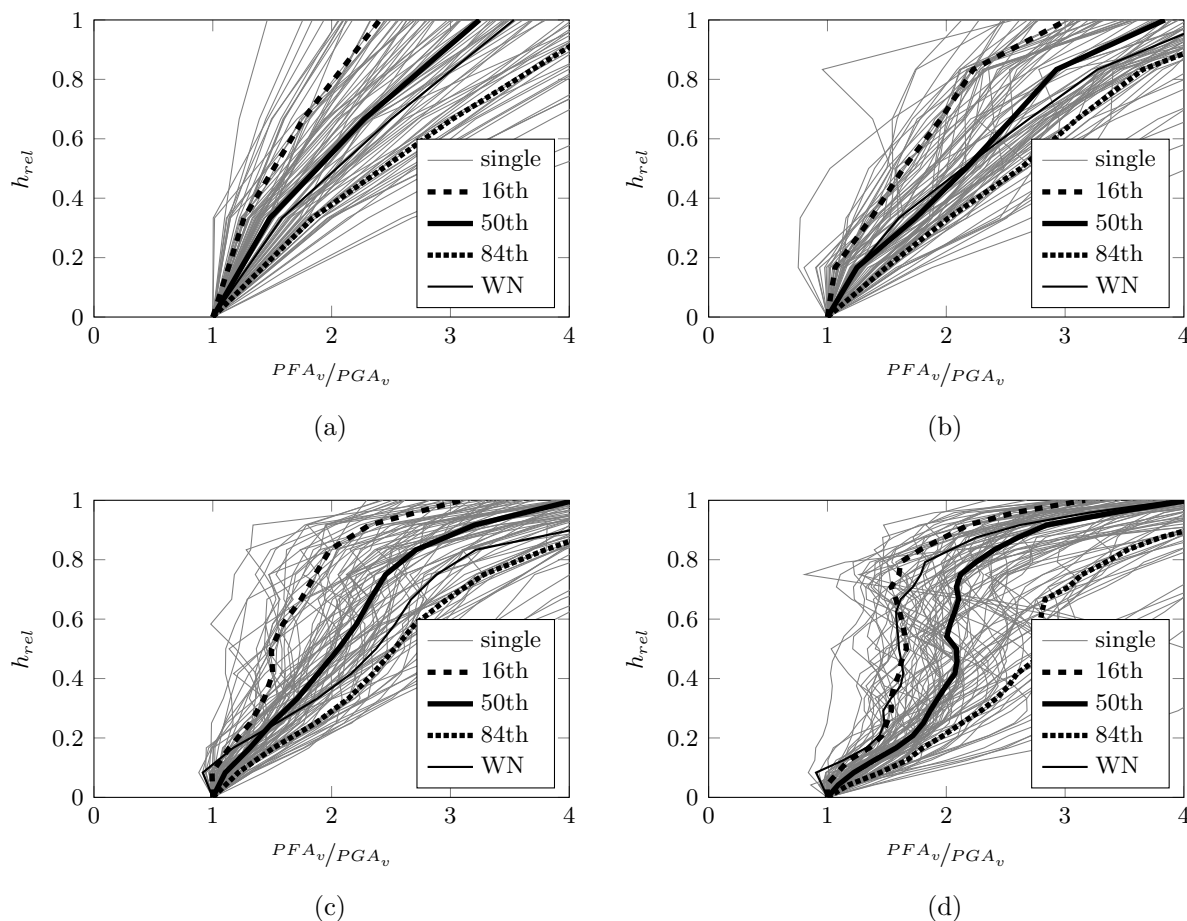 1
0.8
0.6
0.4
0.2
0
h_rel
single
16th
50th
84th
WN
0 1 2 3 4
PFA_v/PGA_v
(a)
1
0.8
0.6
0.4
0.2
0
h_rel
single
16th
50th
84th
WN
0 1 2 3 4
PFA_v/PGA_v
(b)
1
0.8
0.6
0.4
0.2
0
h_rel
single
16th
50th
84th
WN
0 1 2 3 4
PFA_v/PGA_v
(c)
1
0.8
0.6
0.4
0.2
0
h_rel
single
16th
50th
84th
WN
0 1 2 3 4
PFA_v/PGA_v
(d)